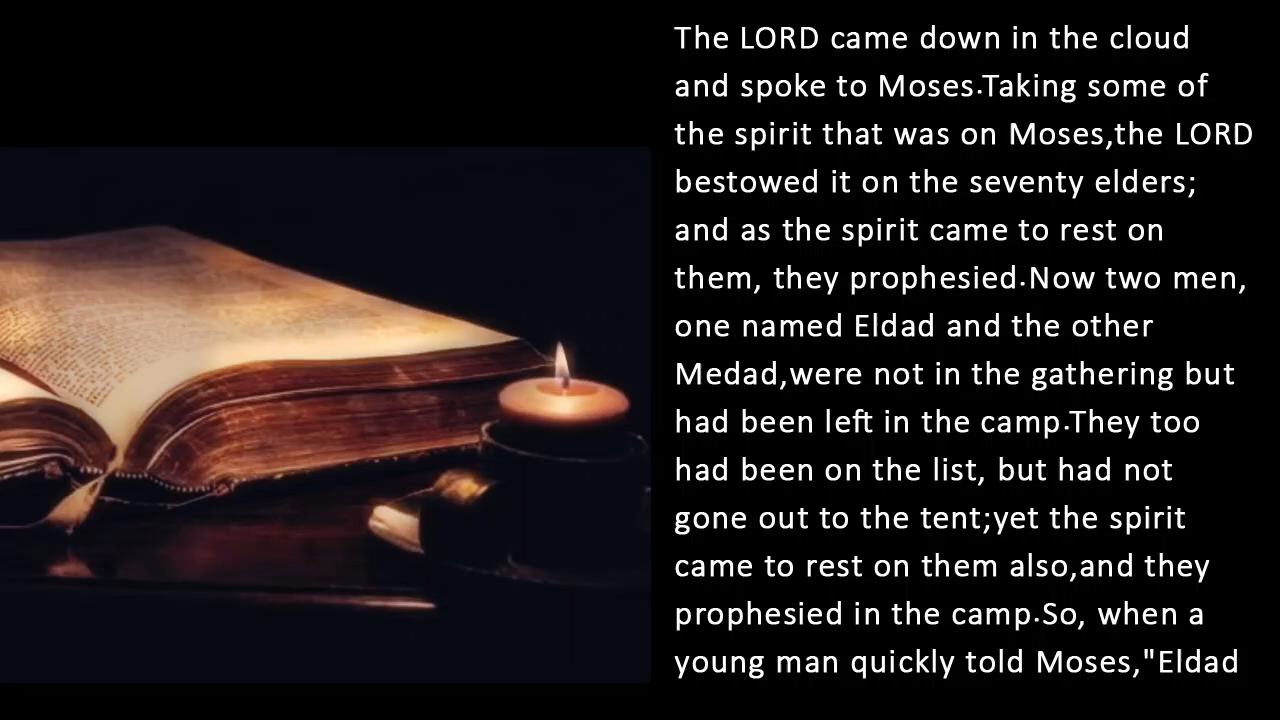 The LORD came down in the cloud
and spoke to Moses.Taking some of
the spirit that was on Moses,the LORD
bestowed it on the seventy elders;
and as the spirit came to rest on
them, they prophesied.Now two men,
one named Eldad and the other
Medad,were not in the gathering but
had been left in the camp.They too
had been on the list, but had not
gone out to the tent;yet the spirit
came to rest on them also,and they
prophesied in the camp.So, when a
young man quickly told Moses,"Eldad